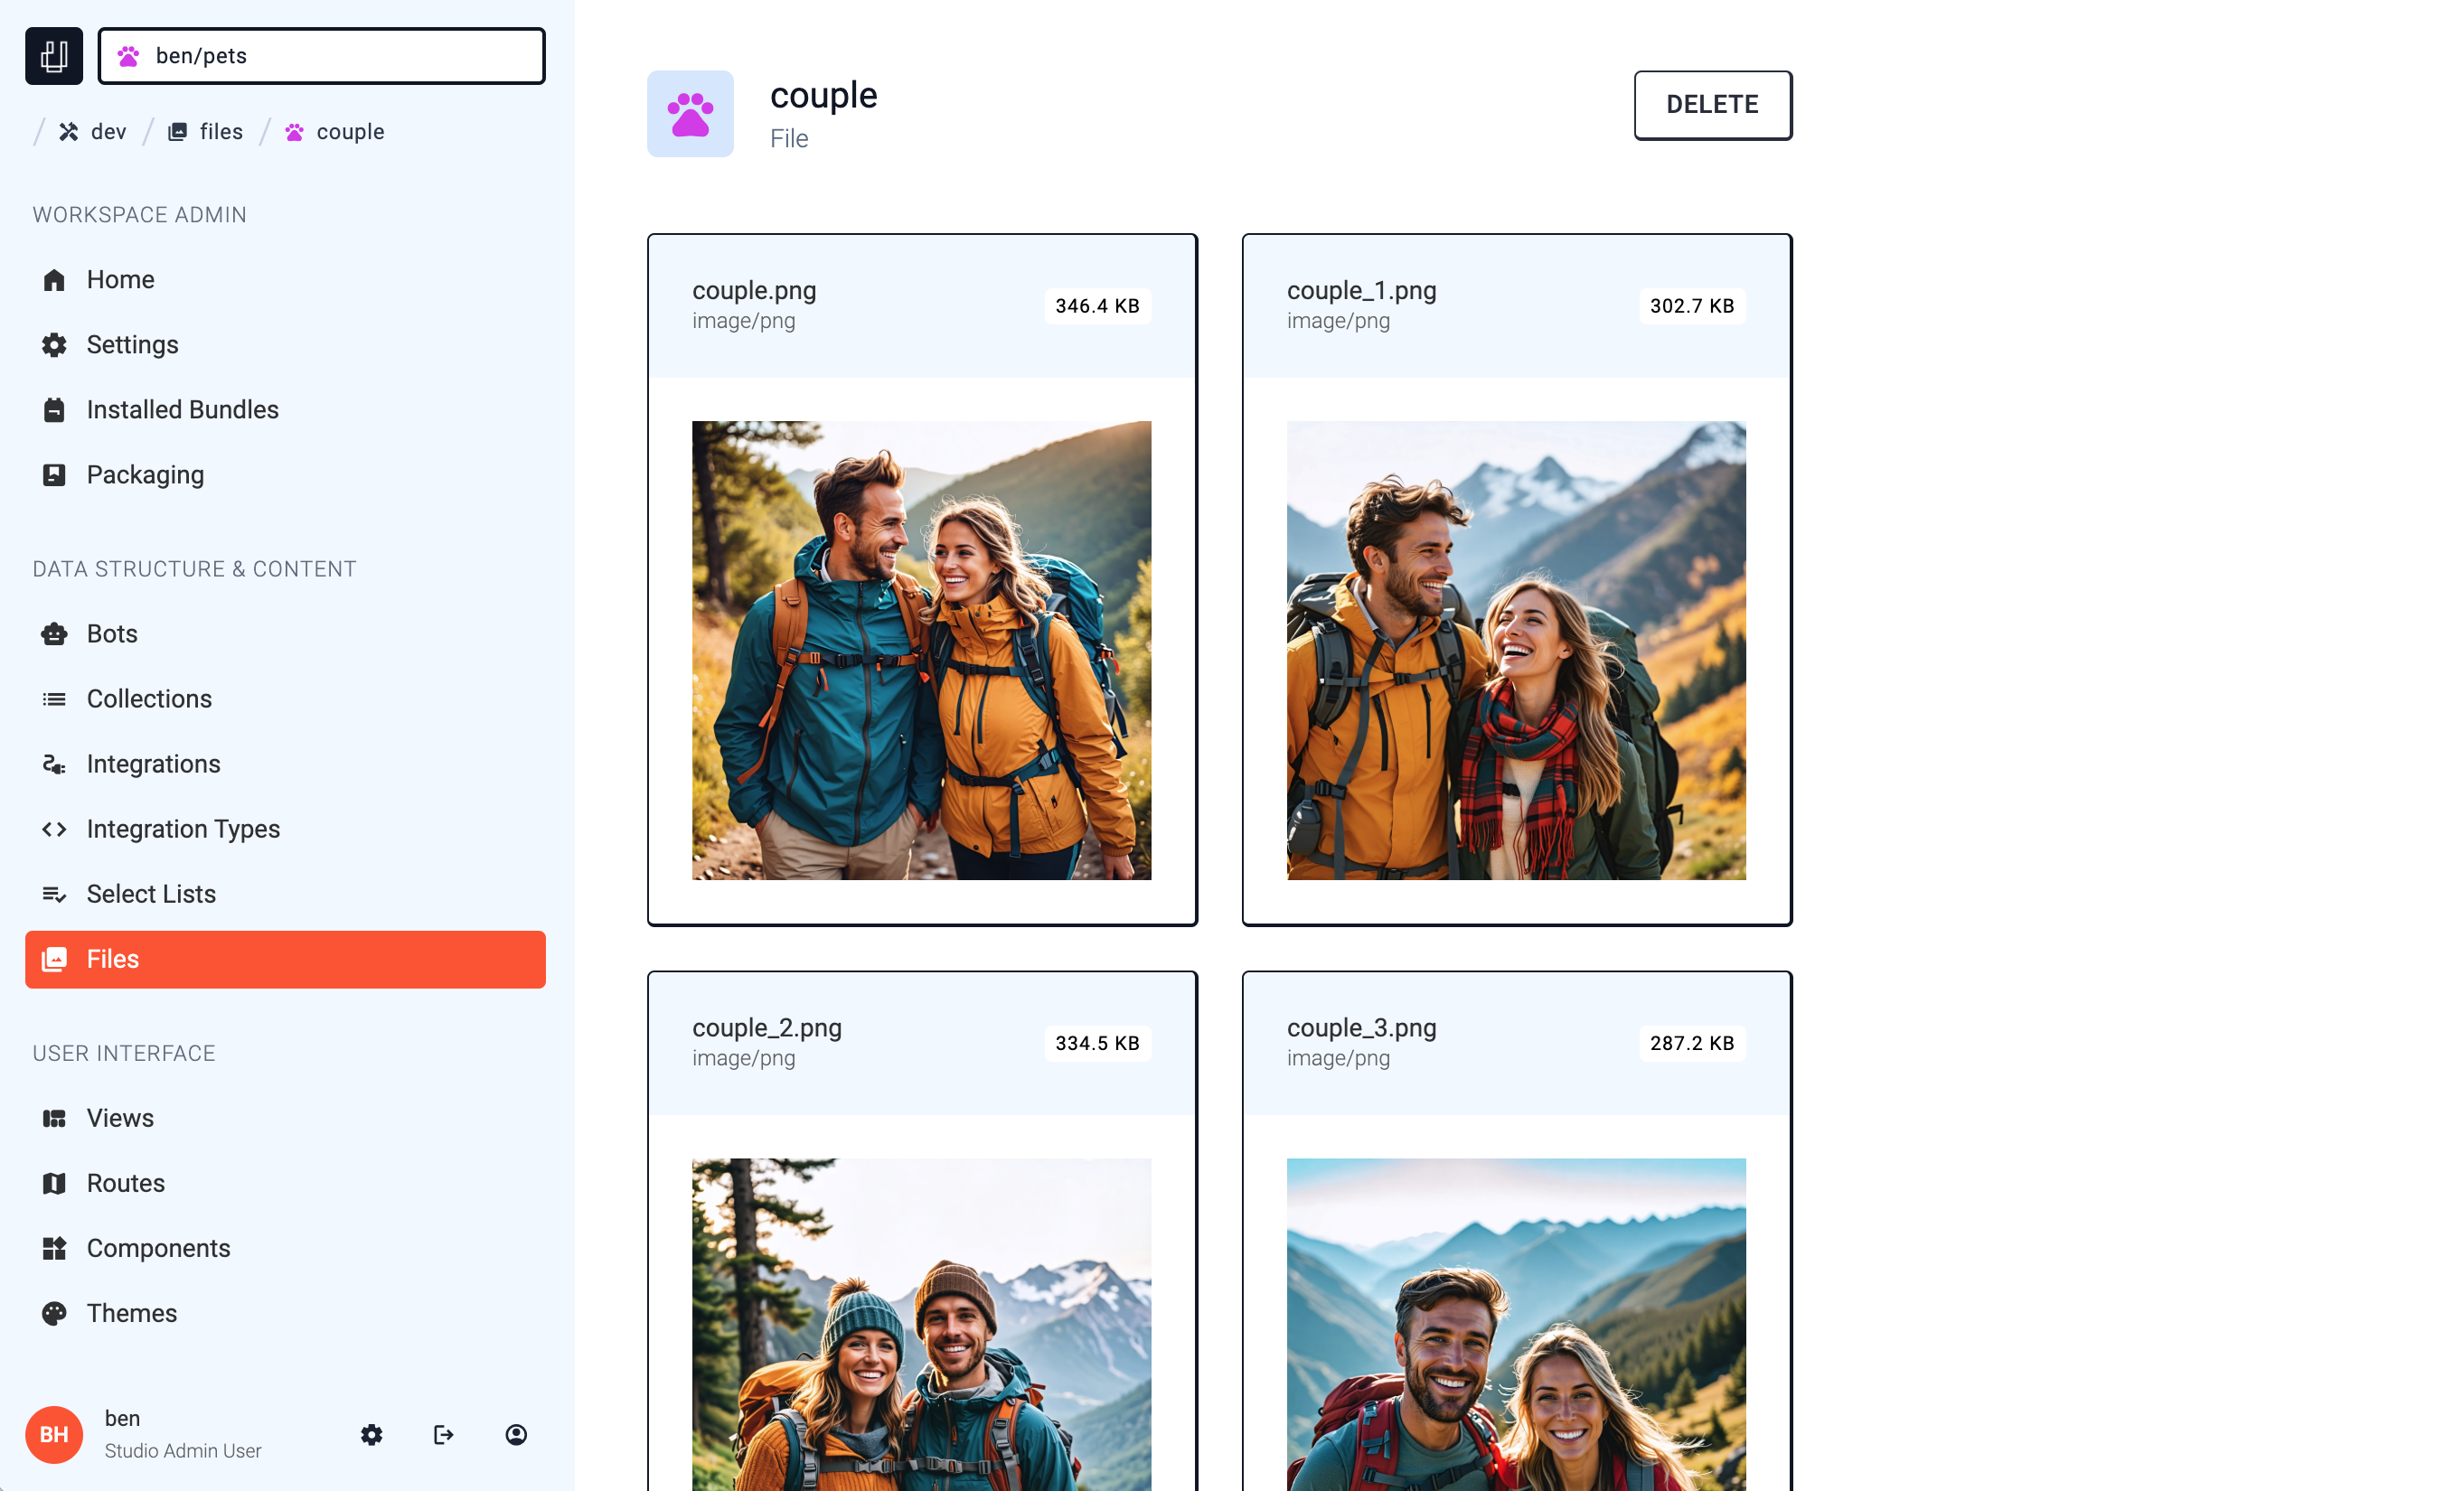 ben/pets
dev
files
couple
WORKSPACE ADMIN
Home
Settings
Installed Bundles
Packaging
DATA STRUCTURE & CONTENT
Bots
Collections
Integrations
Integration Types
Select Lists
Files
USER INTERFACE
Views
Routes
Components
Themes
BH
ben
Studio Admin User
couple
File
DELETE
couple.png
image/png
346.4 KB
couple_1.png
image/png
302.7 KB
couple_2.png
image/png
334.5 KB
couple_3.png
image/png
287.2 KB